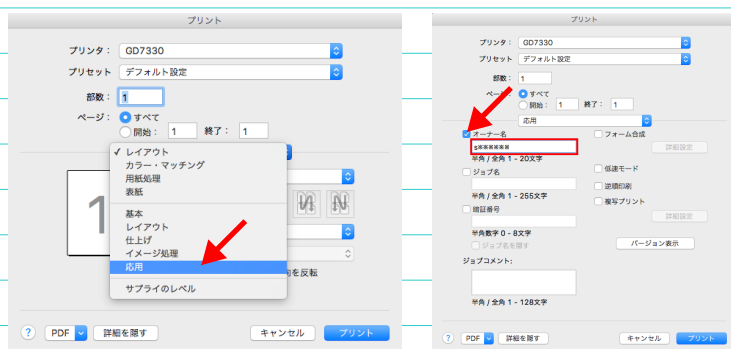 プリント
プリンタ： GD7330
プリセット デフォルト設定
部数： 1
ページ： すべて
開始： 1 終了： 1
✓ レイアウト
カラー・マッチング
用紙処理
表紙
基本
レイアウト
仕上げ
イメージ処理
応用
サプライのレベル
1
を反転
? PDF 詳細を隠す キャンセル プリント
プリント
プリンタ： GD7330
プリセット デフォルト設定
部数： 1
ページ： すべて
開始： 1 終了： 1
応用
オーナー名
s******
半角 / 全角 1 - 20文字
ジョブ名
半角 / 全角 1 - 255文字
暗証番号
半角数字 0 - 8文字
ジョブ名を隠す
ジョブコメント：
半角 / 全角 1 - 128文字
フォーム合成
詳細設定
低速モード
逆順印刷
複写プリント
詳細設定
バージョン表示
? PDF 詳細を隠す キャンセル プリント